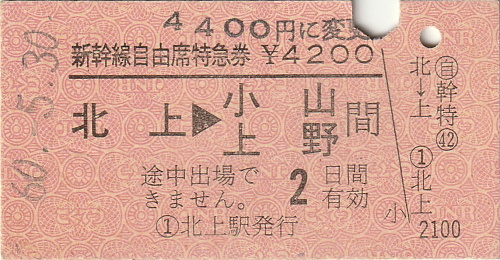 4400円に変更
新幹線自由席特急券 ¥4200
北上▶小山
上野 間
途中出場で
きません。
2日間
有効
①北上駅発行
60.-5.30
㊷
自幹特
北→上
①北上
小
2100